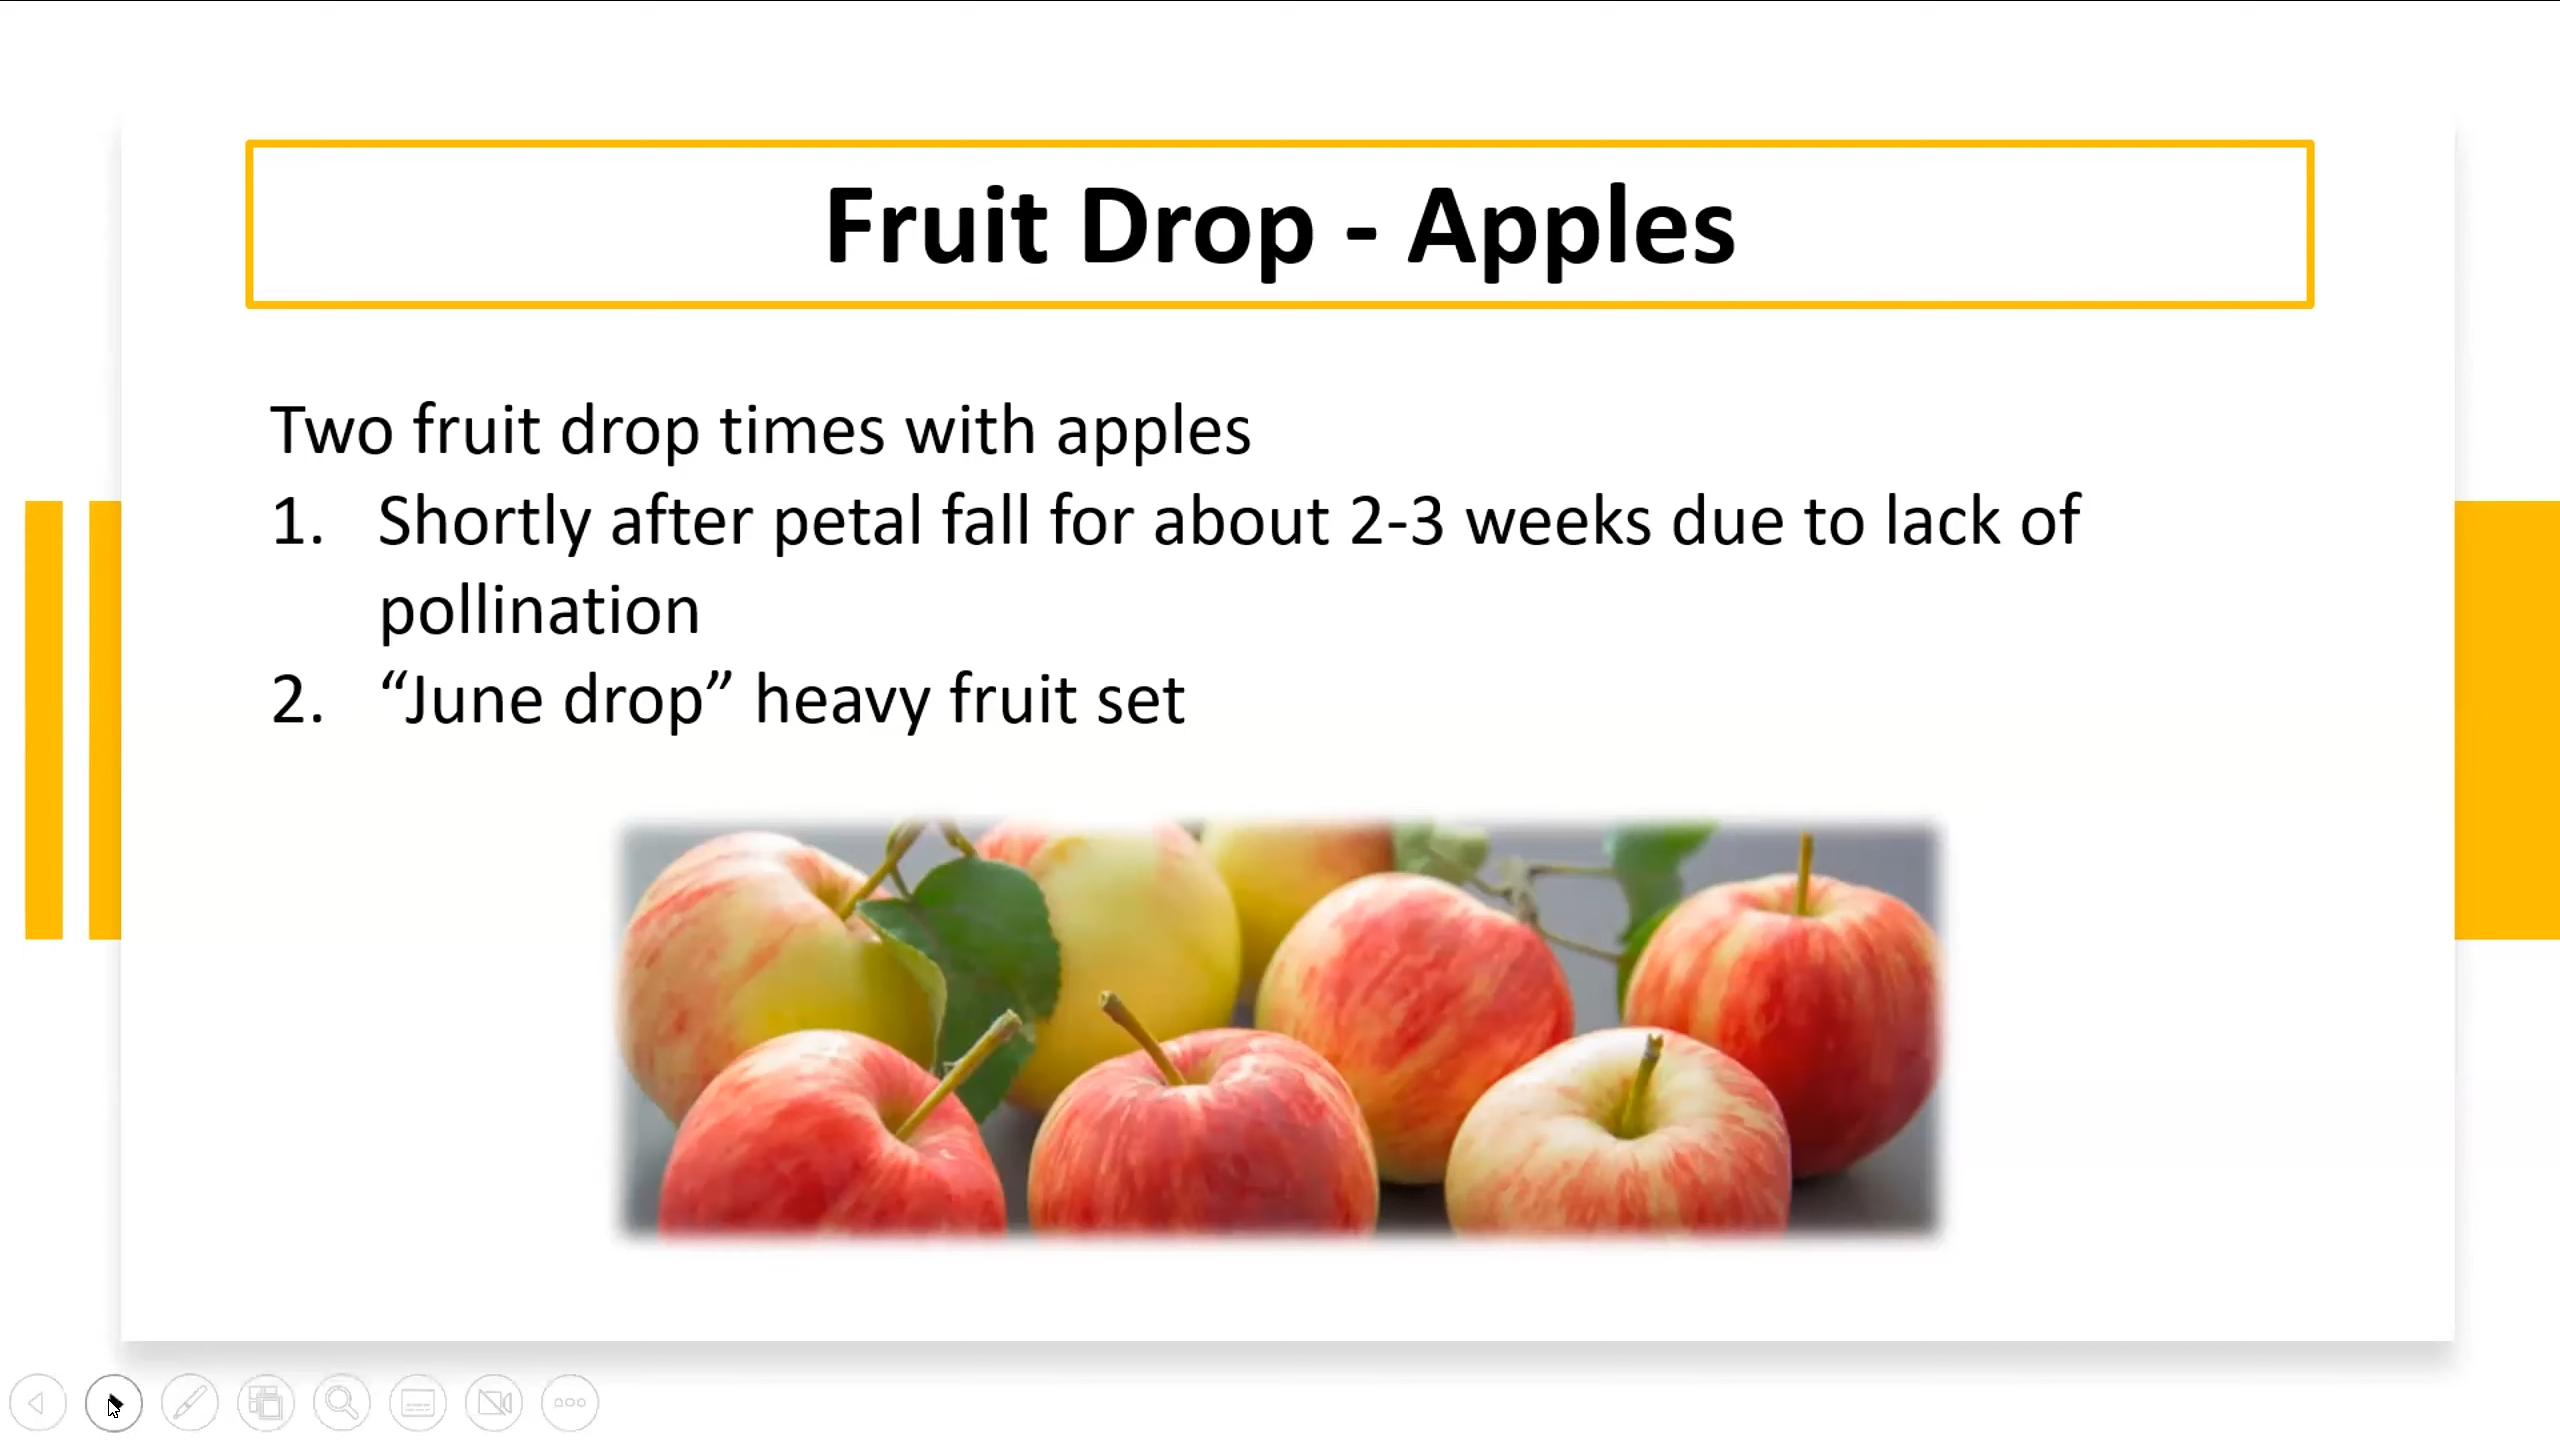 Fruit Drop - Apples
Two fruit drop times with apples
1. Shortly after petal fall for about 2-3 weeks due to lack of
pollination
2. “June drop” heavy fruit set